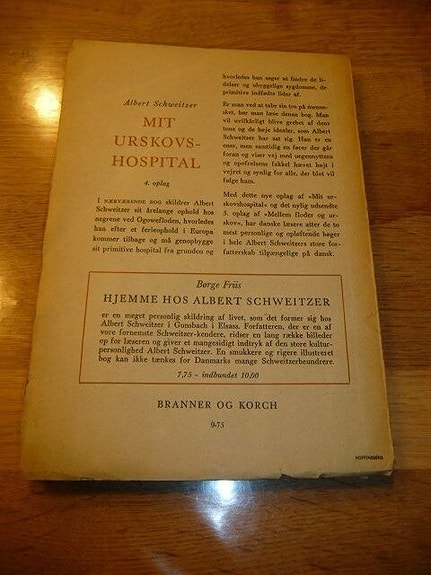 Albert Schweitzer
MIT
URSKOVS-
HOSPITAL
4. oplag
I NÆRVÆRENDE BOG skildrer Albert
Schweitzer sit årelange ophold hos
negrene ved Ogowefloden, hvorledes
han efter et ferieophold i Europa
kommer tilbage og må genopbygge
sit primitive hospital fra grunden og
hvorledes han søger at lindre de li-
delser og uhyggelige sygdomme, de
primitive indfødte lider af.
Er man ved at tabe sin tro på menne-
sket, bør man læse denne bog. Man
vil uvilkårligt blive grebet af dens
tone og de høje idealer, som Albert
Schweitzer har sat sig. Han er en
ener, men samtidig en fører der går
foran og viser vej med uegennyttens
og opofrelsens fakkel hævet højt i
vejret og synlig for alle, der blot vil
følge ham.
Med dette nye oplag af »Mit ur-
skovshospital« og det nylig udsendte
5. oplag af »Mellem floder og ur-
skov«, har danske læsere atter de to
mest personlige og opløftende bøger
i hele Albert Schweitzers store for-
fatterskab tilgængelige på dansk.
Børge Friis
HJEMME HOS ALBERT SCHWEITZER
er en meget personlig skildring af livet, som det former sig hos
Albert Schweitzer i Gunsbach i Elsass. Forfatteren, der er en af
vore fornemste Schweitzer-kendere, ridser en lang række billeder
op for læseren og giver et mangesidigt indtryk af den store kultur-
personlighed Albert Schweitzer. En smukkere og rigere illustreret
bog kan ikke tænkes for Danmarks mange Schweitzerbeundrere.
7,75 – indbundet 10,00
BRANNER OG KORCH
9.75
HOFFENSBERG